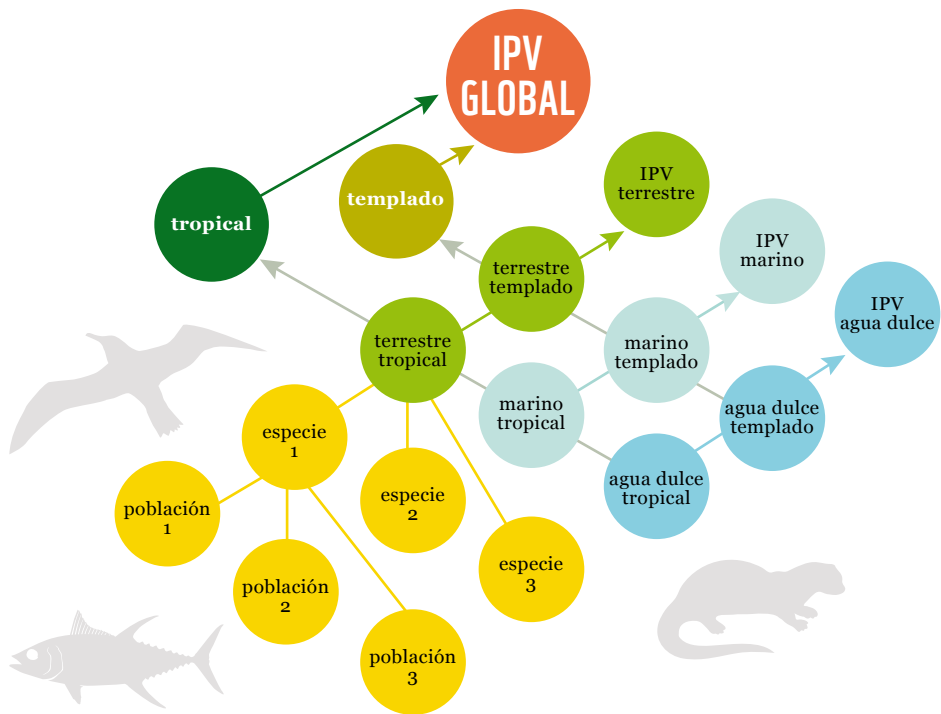 IPV
GLOBAL
tropical
templado
IPV
terrestre
terrestre
templado
IPV
marino
IPV
agua dulce
terrestre
tropical
marino
templado
marino
tropical
agua dulce
templado
agua dulce
tropical
especie
1
especie
2
especie
3
población
1
población
2
población
3